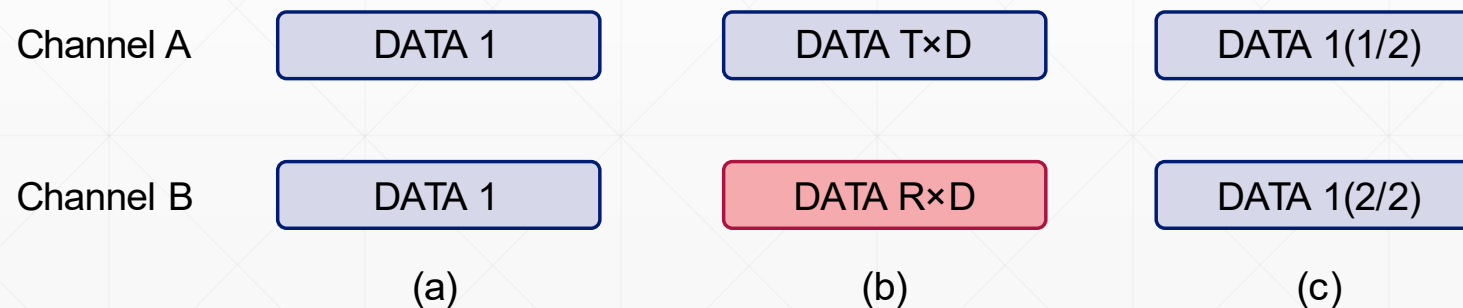 Channel A DATA 1 DATA T×D DATA 1(1/2)
Channel B DATA 1 DATA R×D DATA 1(2/2)
(a) (b) (c)